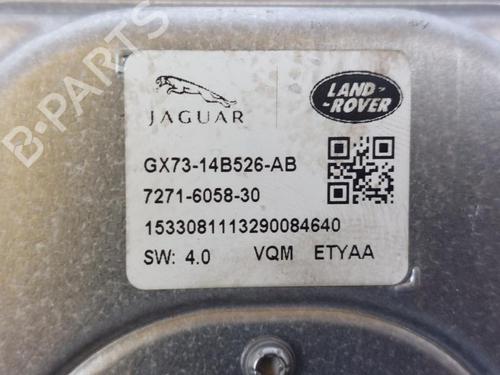 B-PARTS
JAGUAR
LAND-
-ROVER
GX73-14B526-AB
7271-6058-30
1533081113290084640
SW: 4.0 VQM ETYAA